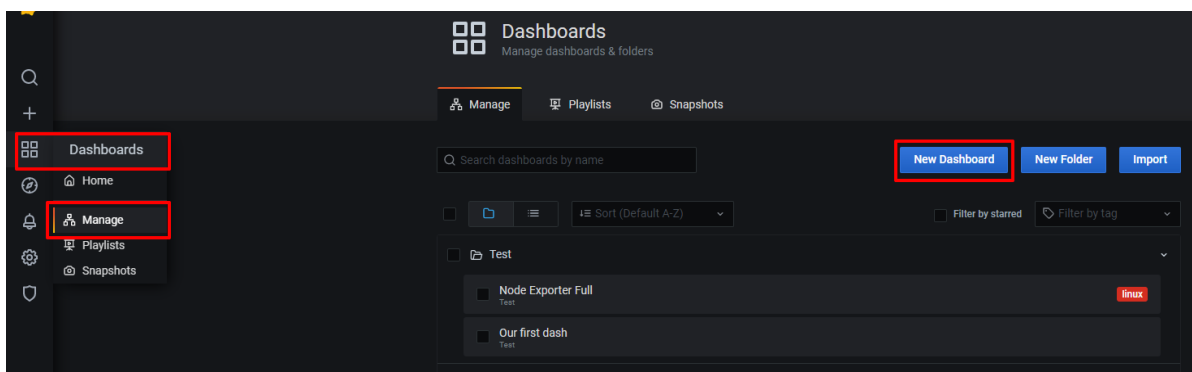 Dashboards
Manage dashboards & folders
Manage Playlists Snapshots
Dashboards
Home
Manage
Playlists
Snapshots
Search dashboards by name
New Dashboard New Folder Import
Sort (Default A-Z)
Filter by starred Filter by tag
Test
Node Exporter Full
Test
linux
Our first dash
Test